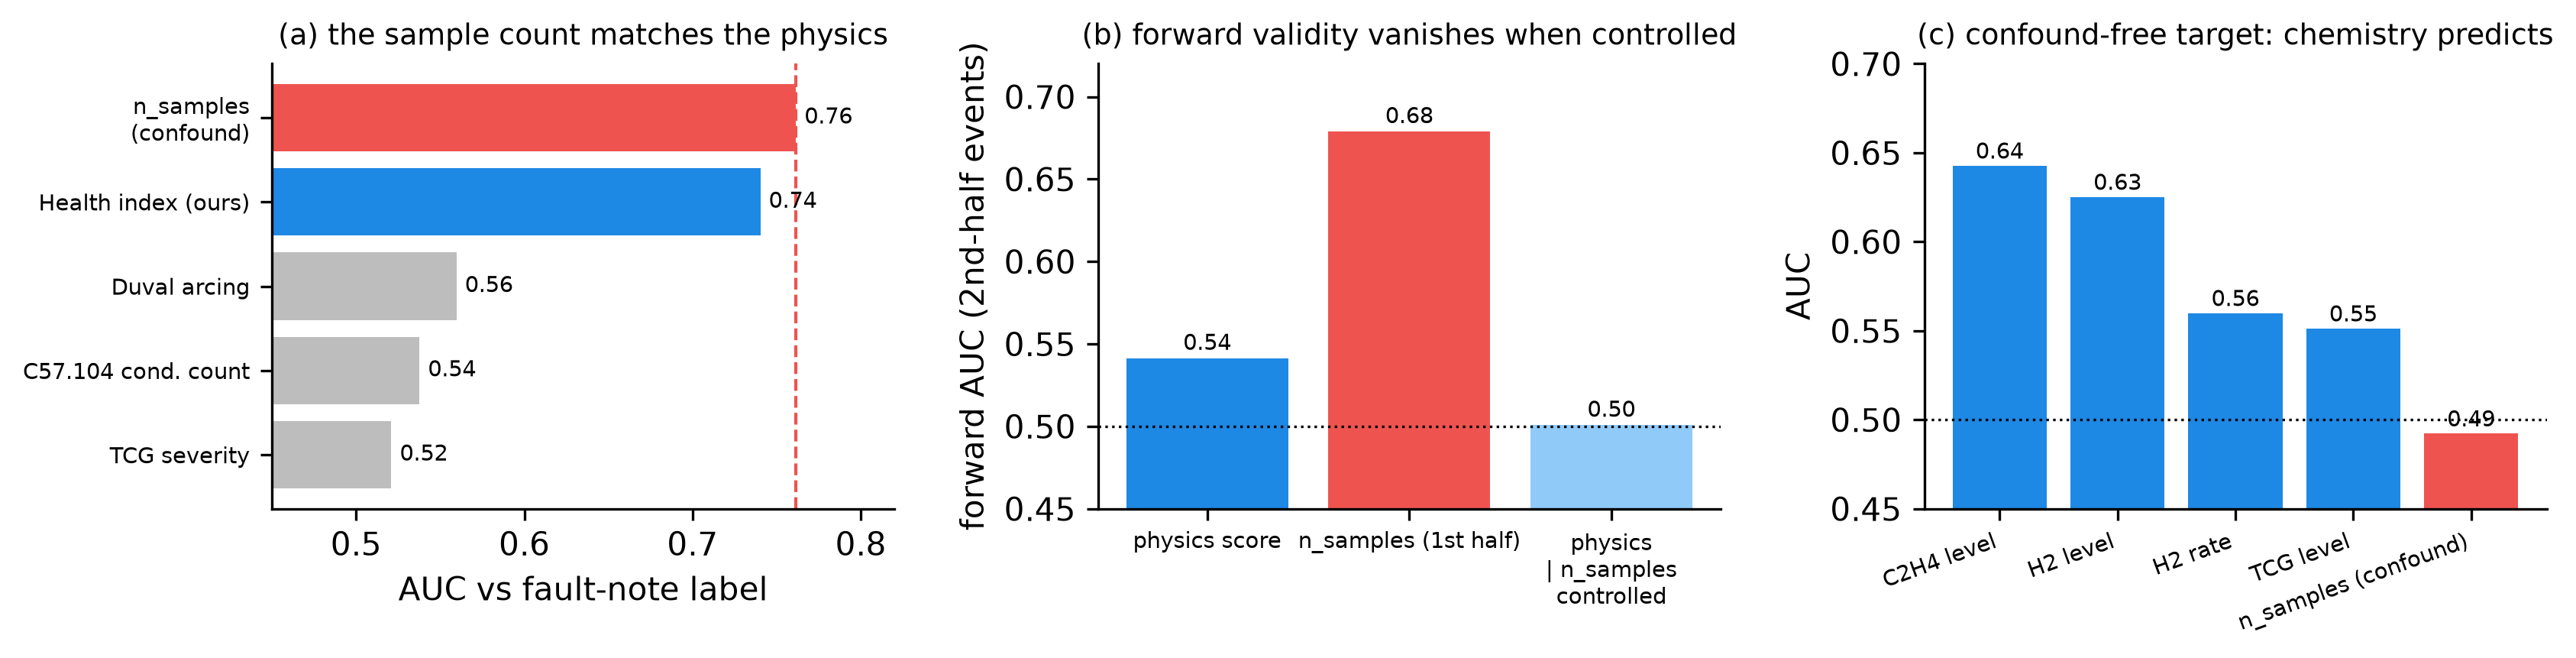 (a) the sample count matches the physics
n_samples
(confound)
0.76
Health index (ours)
0.74
Duval arcing
0.56
C57.104 cond. count
0.54
TCG severity
0.52
0.5 0.6 0.7 0.8
AUC vs fault-note label
(b) forward validity vanishes when controlled
forward AUC (2nd-half events)
0.70
0.65
0.60
0.55
0.50
0.45
0.54
0.68
0.50
physics score
n_samples (1st half)
physics
| n_samples
controlled
(c) confound-free target: chemistry predicts
AUC
0.70
0.65
0.60
0.55
0.50
0.45
0.64
0.63
0.56
0.55
0.49
C2H4 level
H2 level
H2 rate
TCG level
n_samples (confound)